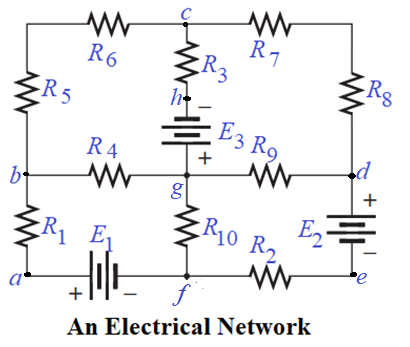 c
R6 R7
R3
R5 h − R8
E3
+
R4 R9
b g d
+
R1 E1 R10 E2
R2
−
a + − f e
An Electrical Network